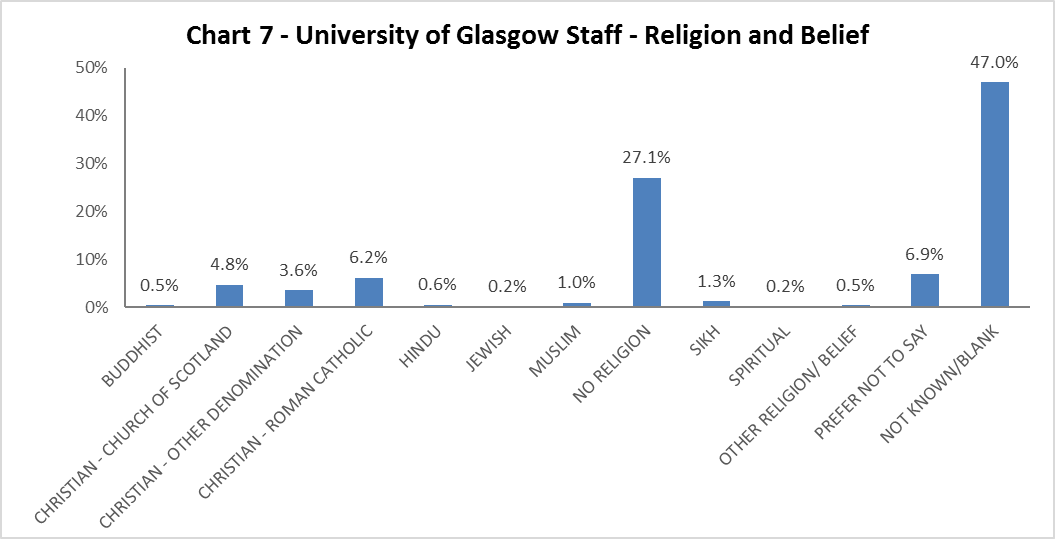 Chart 7 - University of Glasgow Staff - Religion and Belief
50%
40%
30%
20%
10%
0%
0.5%
4.8%
3.6%
6.2%
0.6%
0.2%
1.0%
27.1%
1.3%
0.2%
0.5%
6.9%
47.0%
BUDDHIST
CHRISTIAN - CHURCH OF SCOTLAND
CHRISTIAN - OTHER DENOMINATION
CHRISTIAN - ROMAN CATHOLIC
HINDU
JEWISH
MUSLIM
NO RELIGION
SIKH
SPIRITUAL
OTHER RELIGION/ BELIEF
PREFER NOT TO SAY
NOT KNOWN/BLANK